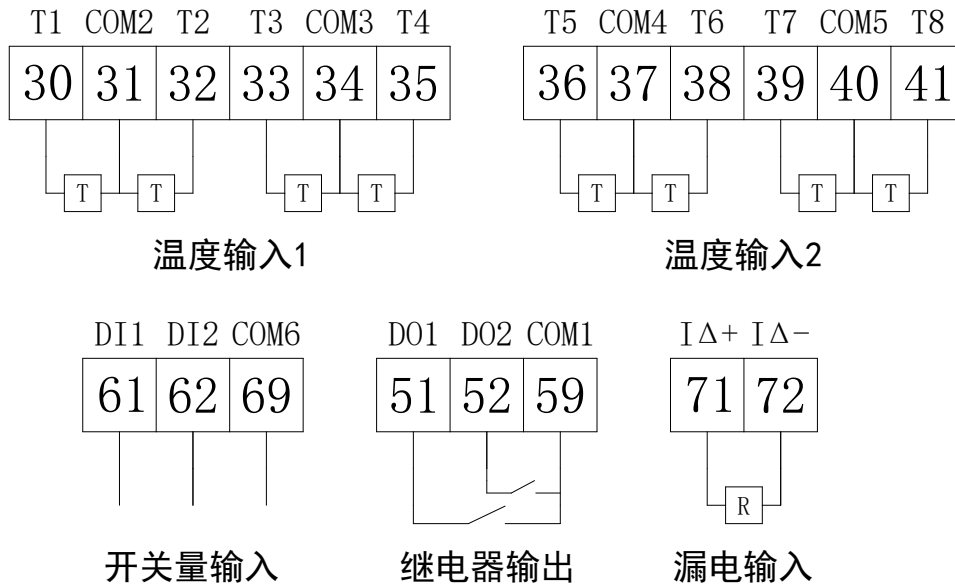 T1 COM2 T2 T3 COM3 T4
30 31 32 33 34 35
T T T T
温度输入1
T5 COM4 T6 T7 COM5 T8
36 37 38 39 40 41
T T T T
温度输入2
DI1 DI2 COM6
61 62 69
开关量输入
DO1 DO2 COM1
51 52 59
继电器输出
IΔ+ IΔ-
71 72
R
漏电输入